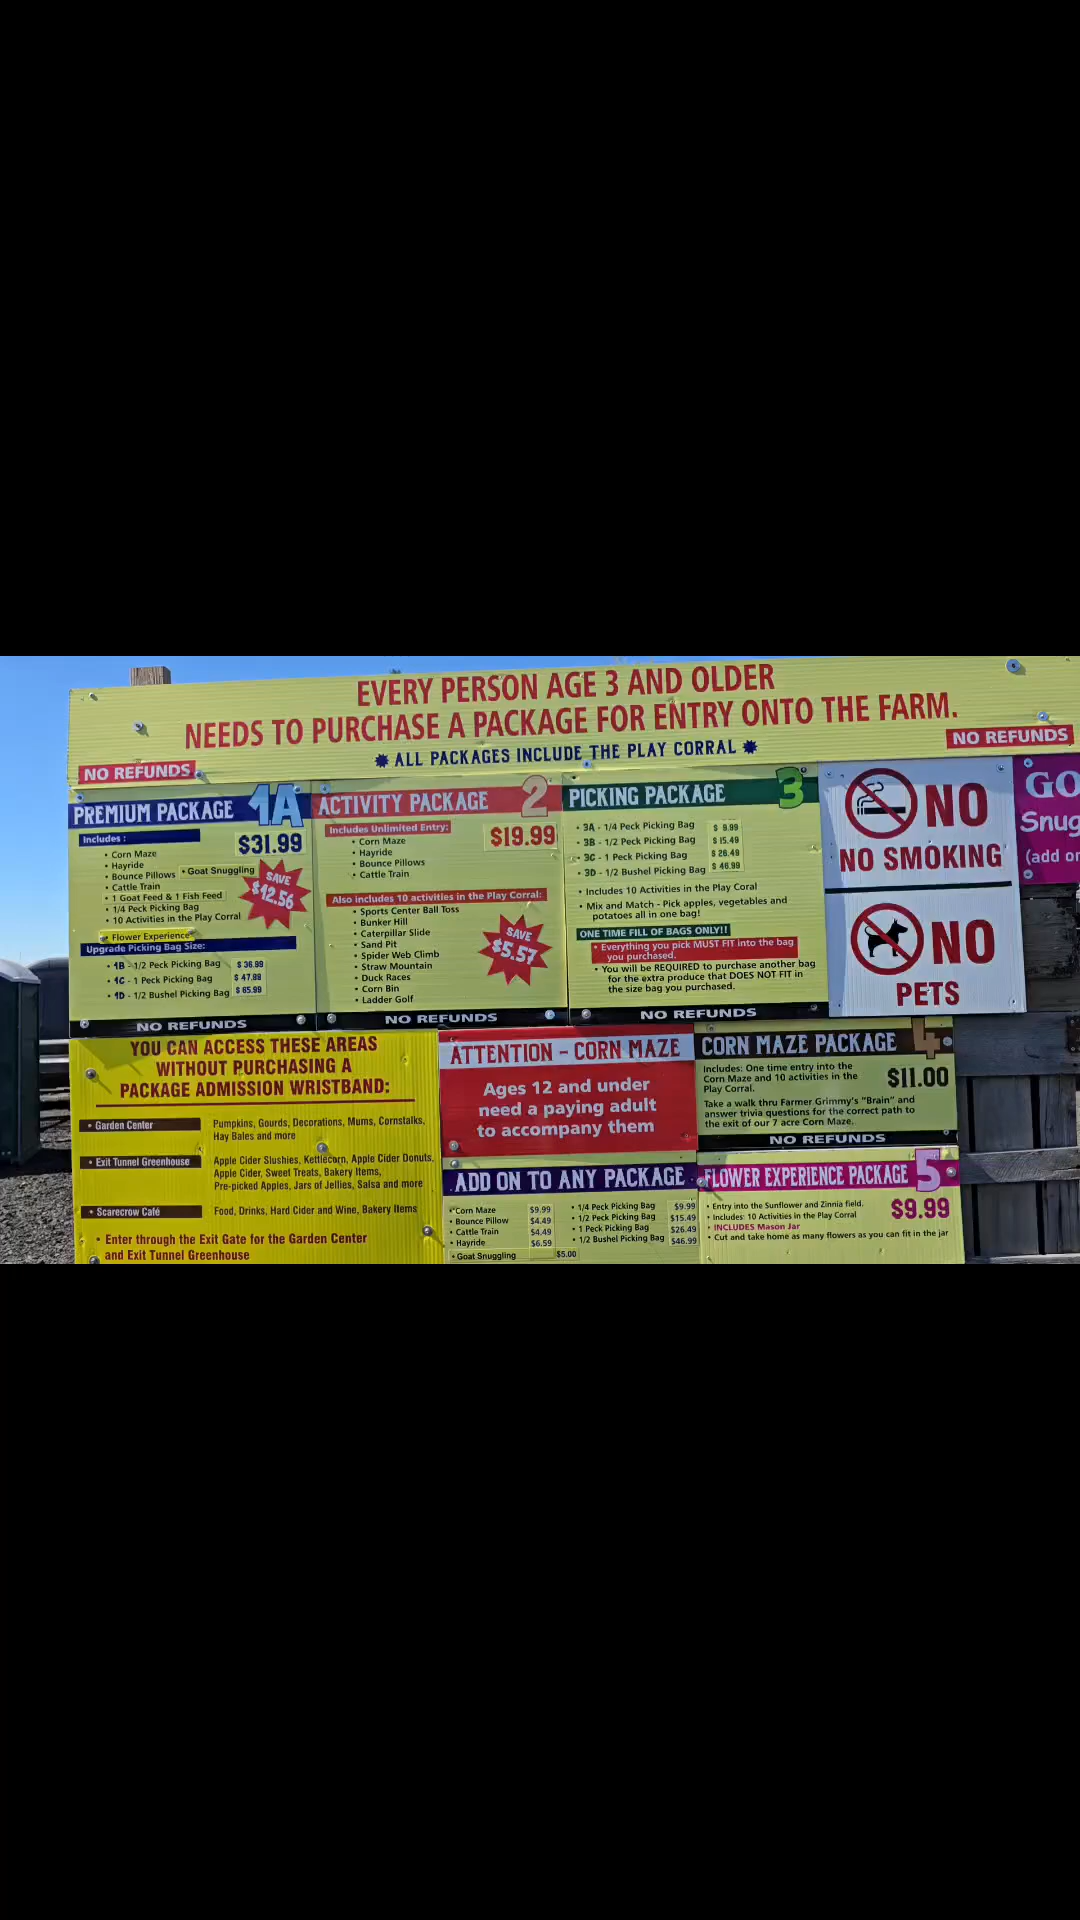 EVERY PERSON AGE 3 AND OLDER
NEEDS TO PURCHASE A PACKAGE FOR ENTRY ONTO THE FARM.
ALL PACKAGES INCLUDE THE PLAY CORRAL
NO REFUNDS
NO REFUNDS
PREMIUM PACKAGE 1A
Includes :
$31.99
• Corn Maze
• Hayride
• Bounce Pillows • Goat Snuggling
• Cattle Train
• 1 Goat Feed & 1 Fish Feed
• 1/4 Peck Picking Bag
• 10 Activities in the Play Corral
• Flower Experience
SAVE
$12.56
Upgrade Picking Bag Size:
• 1B - 1/2 Peck Picking Bag $ 36.99
• 1C - 1 Peck Picking Bag $ 47.99
• 1D - 1/2 Bushel Picking Bag $ 65.99
NO REFUNDS
ACTIVITY PACKAGE 2
Includes Unlimited Entry:
$19.99
• Corn Maze
• Hayride
• Bounce Pillows
• Cattle Train
Also includes 10 activities in the Play Corral:
• Sports Center Ball Toss
• Bunker Hill
• Caterpillar Slide
• Sand Pit
• Spider Web Climb
• Straw Mountain
• Duck Races
• Corn Bin
• Ladder Golf
SAVE
$5.57
NO REFUNDS
PICKING PACKAGE 3
• 3A - 1/4 Peck Picking Bag $ 9.99
• 3B - 1/2 Peck Picking Bag $ 15.49
• 3C - 1 Peck Picking Bag $ 26.49
• 3D - 1/2 Bushel Picking Bag $ 46.99
• Includes 10 Activities in the Play Coral
• Mix and Match - Pick apples, vegetables and
potatoes all in one bag!
ONE TIME FILL OF BAGS ONLY!!
• Everything you pick MUST FIT into the bag
you purchased.
• You will be REQUIRED to purchase another bag
for the extra produce that DOES NOT FIT in
the size bag you purchased.
NO REFUNDS
NO
NO SMOKING
NO
PETS
GO
Snug
(add on
YOU CAN ACCESS THESE AREAS
WITHOUT PURCHASING A
PACKAGE ADMISSION WRISTBAND:
• Garden Center Pumpkins, Gourds, Decorations, Mums, Cornstalks,
Hay Bales and more
• Exit Tunnel Greenhouse Apple Cider Slushies, Kettlecorn, Apple Cider Donuts,
Apple Cider, Sweet Treats, Bakery Items,
Pre-picked Apples, Jars of Jellies, Salsa and more
• Scarecrow Café Food, Drinks, Hard Cider and Wine, Bakery Items
• Enter through the Exit Gate for the Garden Center
and Exit Tunnel Greenhouse
ATTENTION - CORN MAZE
Ages 12 and under
need a paying adult
to accompany them
CORN MAZE PACKAGE 4
Includes: One time entry into the
Corn Maze and 10 activities in the
Play Corral.
$11.00
Take a walk thru Farmer Grimmy's "Brain" and
answer trivia questions for the correct path to
the exit of our 7 acre Corn Maze.
NO REFUNDS
ADD ON TO ANY PACKAGE
• Corn Maze $9.99
• Bounce Pillow $4.49
• Cattle Train $4.49
• Hayride $6.59
• Goat Snuggling $5.00
• 1/4 Peck Picking Bag $9.99
• 1/2 Peck Picking Bag $15.49
• 1 Peck Picking Bag $26.49
• 1/2 Bushel Picking Bag $46.99
FLOWER EXPERIENCE PACKAGE 5
• Entry into the Sunflower and Zinnia field.
• Includes: 10 Activities in the Play Corral
• INCLUDES Mason Jar
• Cut and take home as many flowers as you can fit in the jar
$9.99